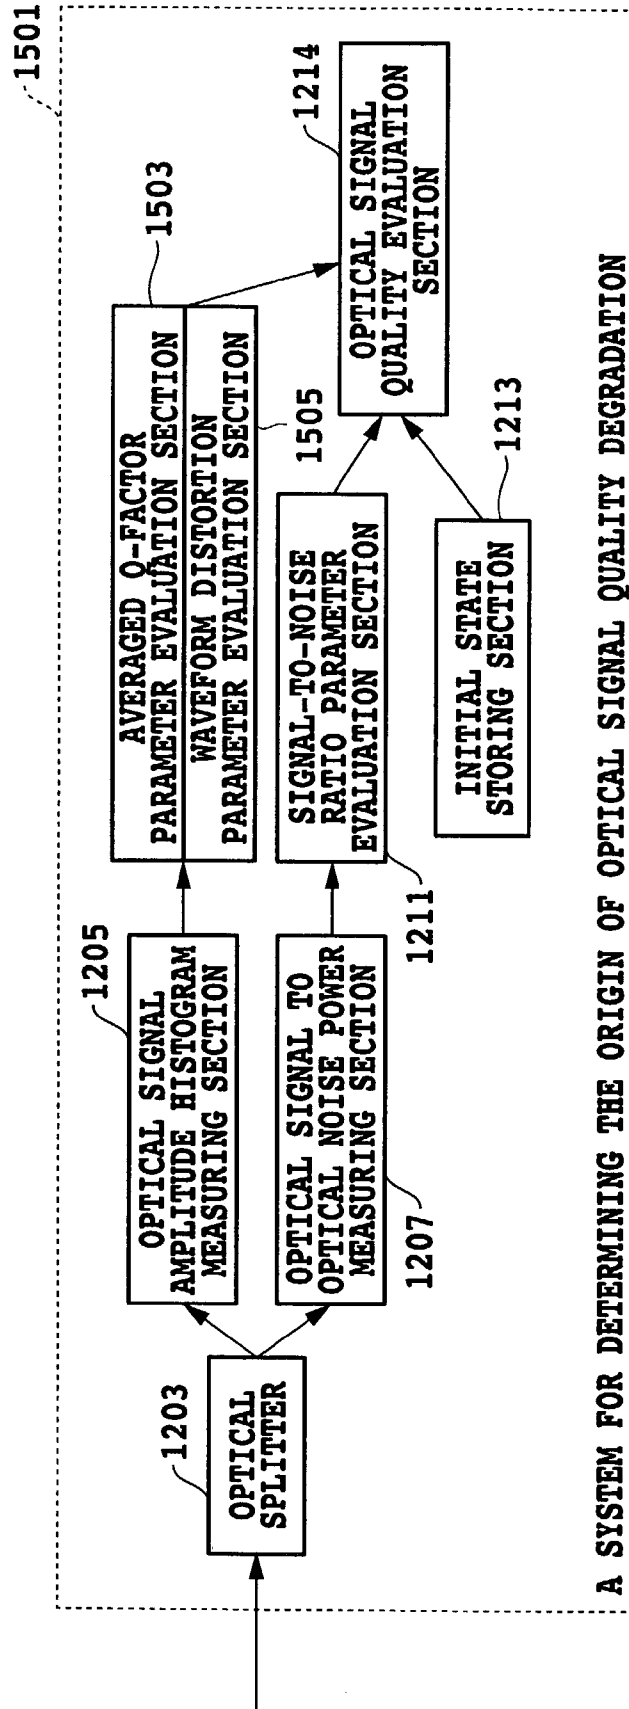 1501
1203
OPTICAL
SPLITTER
1205
OPTICAL SIGNAL
AMPLITUDE HISTOGRAM
MEASURING SECTION
OPTICAL SIGNAL TO
OPTICAL NOISE POWER
MEASURING SECTION
1207
1503
AVERAGED Q-FACTOR
PARAMETER EVALUATION SECTION
WAVEFORM DISTORTION
PARAMETER EVALUATION SECTION
1505
SIGNAL-TO-NOISE
RATIO PARAMETER
EVALUATION SECTION
1211
INITIAL STATE
STORING SECTION
1213
1214
OPTICAL SIGNAL
QUALITY EVALUATION
SECTION
A SYSTEM FOR DETERMINING THE ORIGIN OF OPTICAL SIGNAL QUALITY DEGRADATION